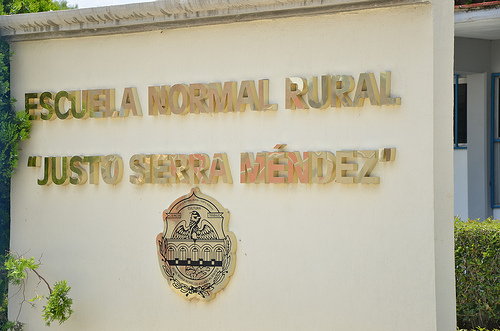 ESCUELA NORMAL RURAL
"JUSTO SIERRA MÉNDEZ"